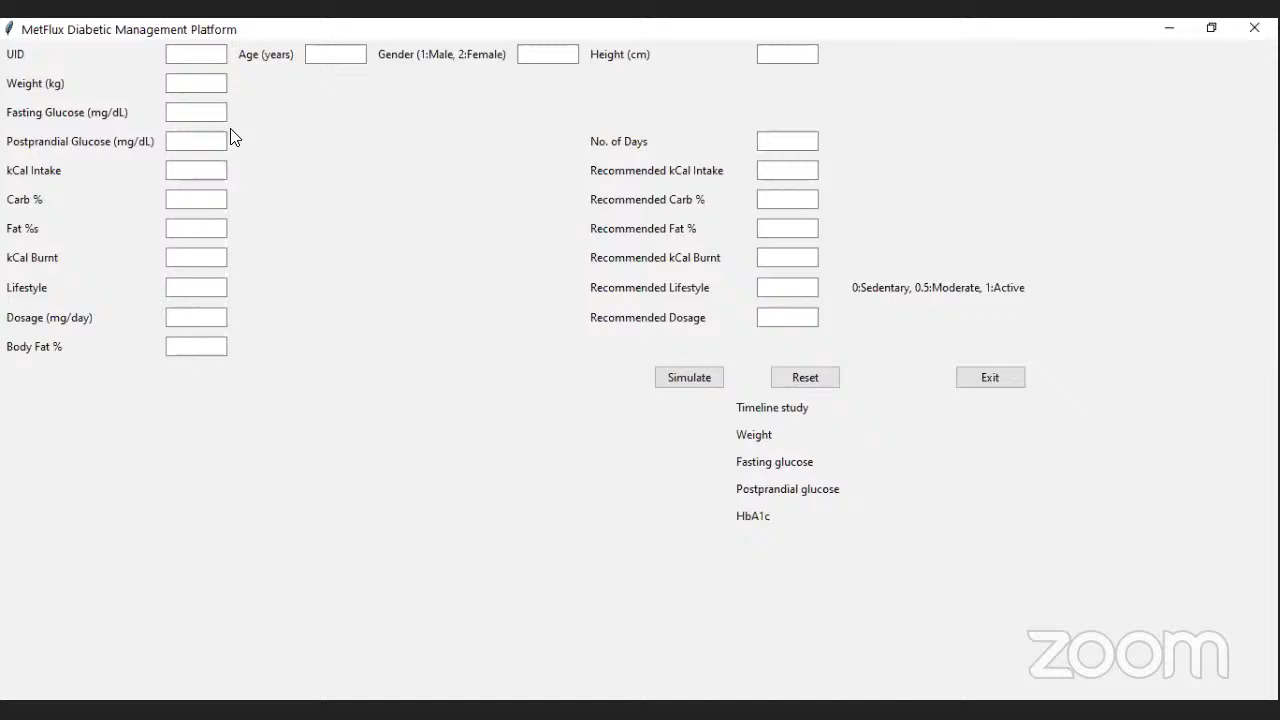 MetFlux Diabetic Management Platform
UID Age (years) Gender (1:Male, 2:Female) Height (cm)
Weight (kg)
Fasting Glucose (mg/dL)
Postprandial Glucose (mg/dL) No. of Days
kCal Intake Recommended kCal Intake
Carb % Recommended Carb %
Fat %s Recommended Fat %
kCal Burnt Recommended kCal Burnt
Lifestyle Recommended Lifestyle 0:Sedentary, 0.5:Moderate, 1:Active
Dosage (mg/day) Recommended Dosage
Body Fat %
Simulate Reset Exit
Timeline study
Weight
Fasting glucose
Postprandial glucose
HbA1c
zoom